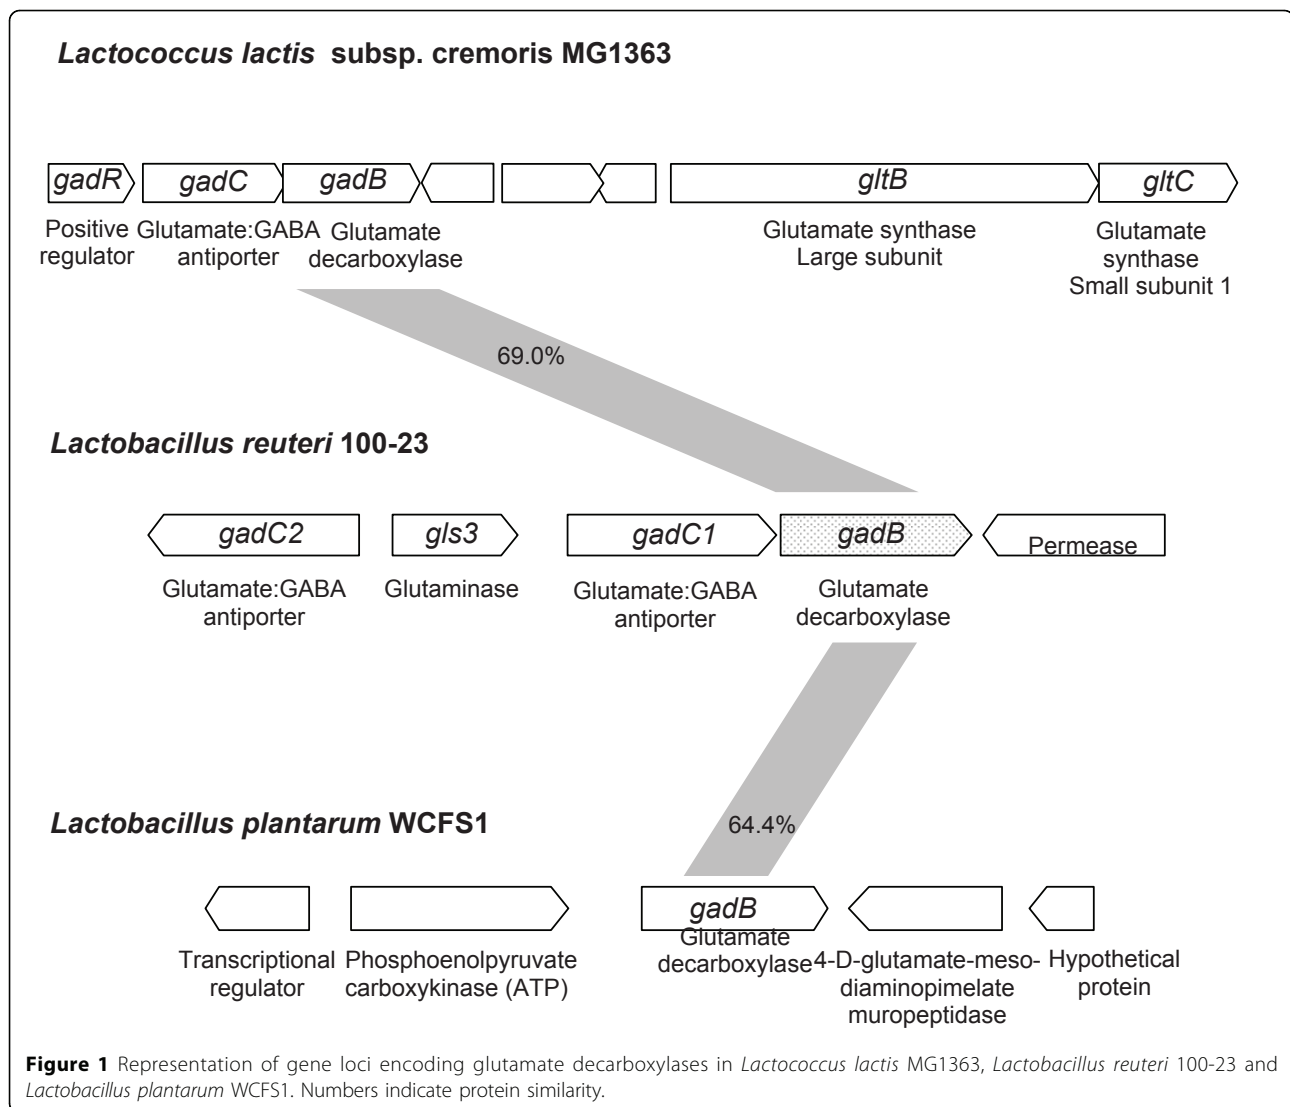 Lactococcus lactis subsp. cremoris MG1363
gadR gadC gadB gltB gltC
Positive regulator
Glutamate:GABA antiporter
Glutamate decarboxylase
Glutamate synthase
Large subunit
Glutamate synthase
Small subunit 1
69.0%
Lactobacillus reuteri 100-23
gadC2 gls3 gadC1 gadB Permease
Glutamate:GABA antiporter
Glutaminase
Glutamate:GABA antiporter
Glutamate decarboxylase
64.4%
Lactobacillus plantarum WCFS1
gadB
Transcriptional regulator
Phosphoenolpyruvate carboxykinase (ATP)
Glutamate decarboxylase
4-D-glutamate-meso-
diaminopimelate
muropeptidase
Hypothetical protein
Figure 1 Representation of gene loci encoding glutamate decarboxylases in Lactococcus lactis MG1363, Lactobacillus reuteri 100-23 and
Lactobacillus plantarum WCFS1. Numbers indicate protein similarity.